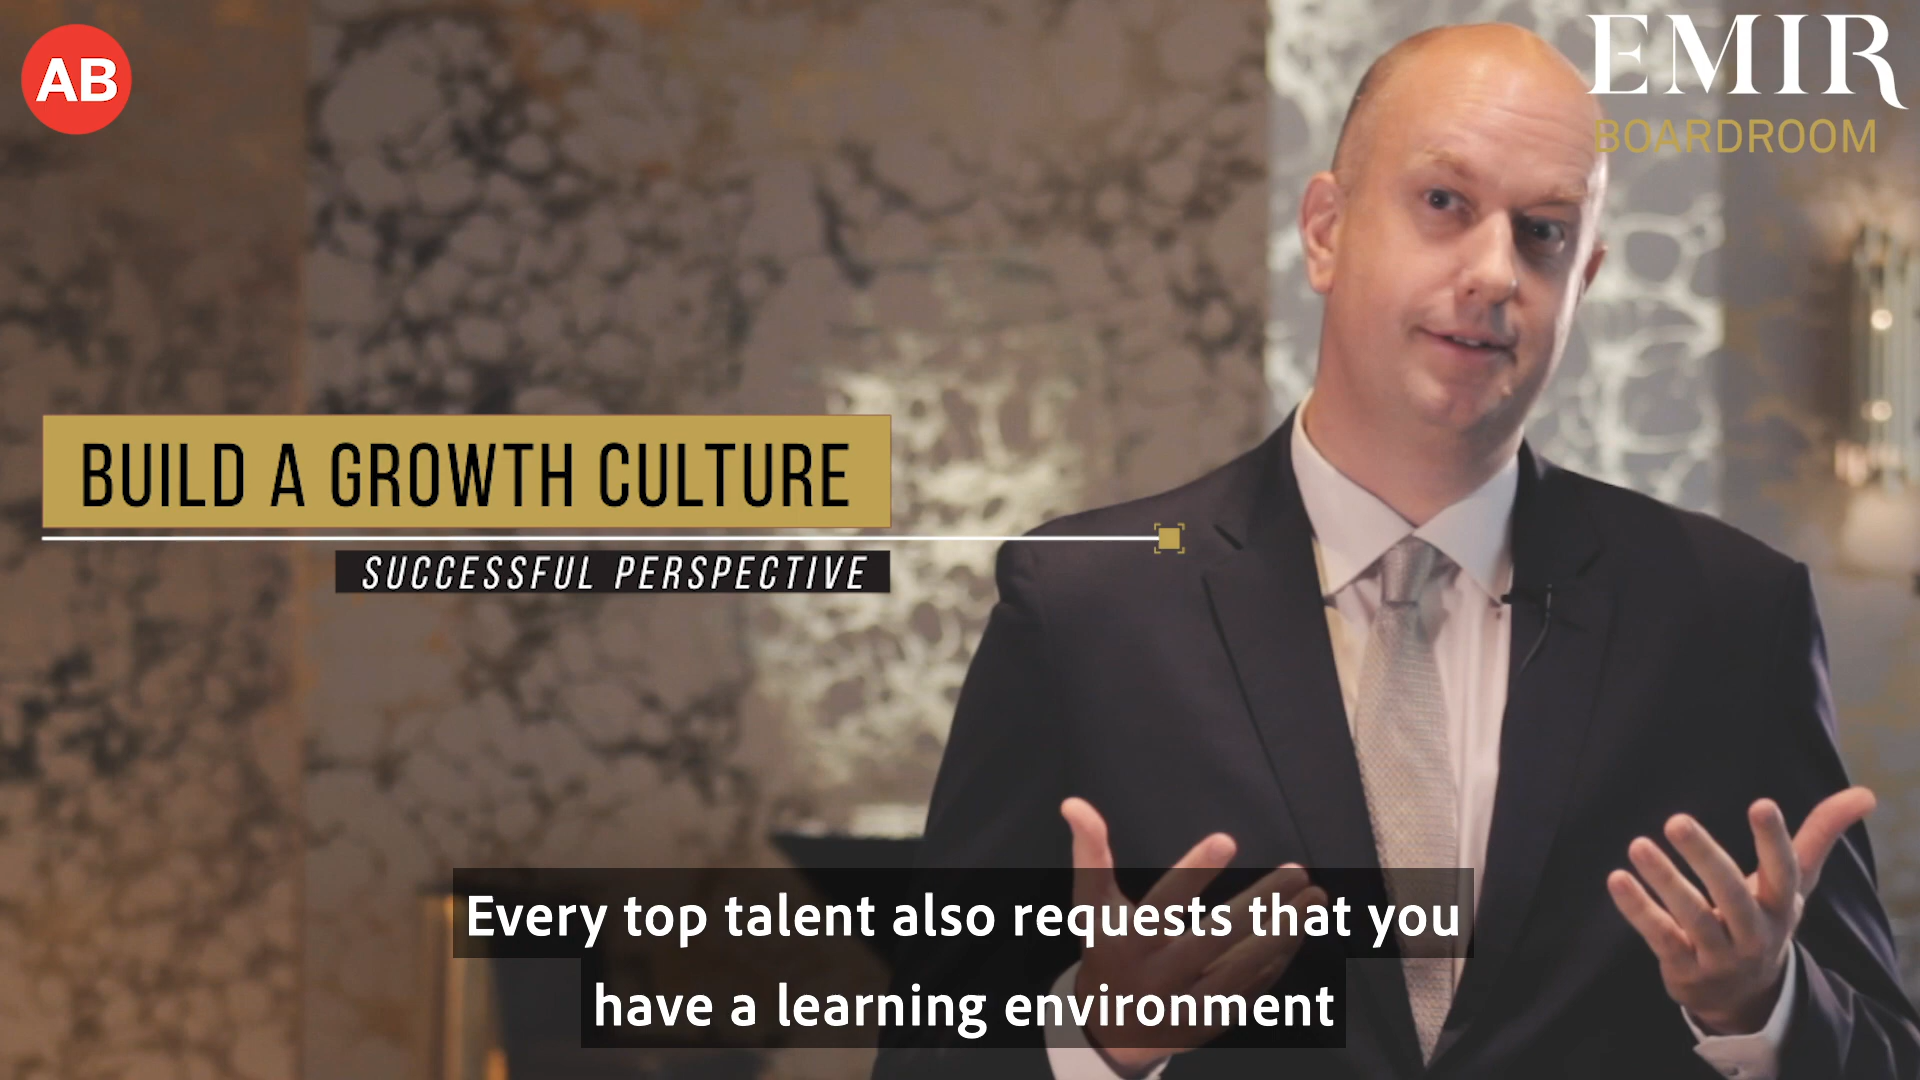 AB
EMIR
BOARDROOM
BUILD A GROWTH CULTURE
SUCCESSFUL PERSPECTIVE
Every top talent also requests that you
have a learning environment